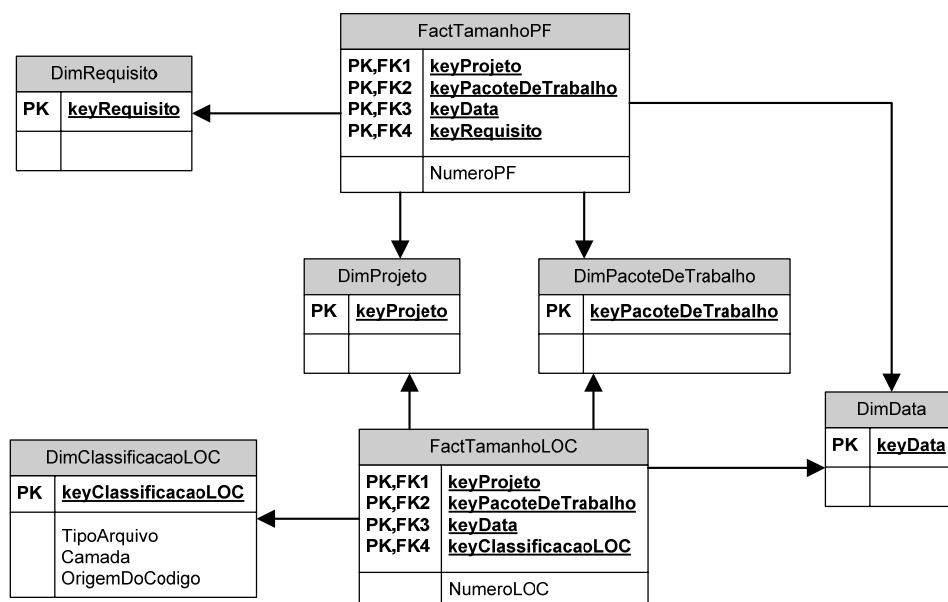 FactTamanhoPF
PK,FK1 keyProjeto
PK,FK2 keyPacoteDeTrabalho
PK,FK3 keyData
PK,FK4 keyRequisito
NumeroPF
DimRequisito
PK keyRequisito
DimProjeto
PK keyProjeto
DimPacoteDeTrabalho
PK keyPacoteDeTrabalho
DimData
PK keyData
FactTamanhoLOC
PK,FK1 keyProjeto
PK,FK2 keyPacoteDeTrabalho
PK,FK3 keyData
PK,FK4 keyClassificacaoLOC
NumeroLOC
DimClassificacaoLOC
PK keyClassificacaoLOC
TipoArquivo
Camada
OrigemDoCodigo